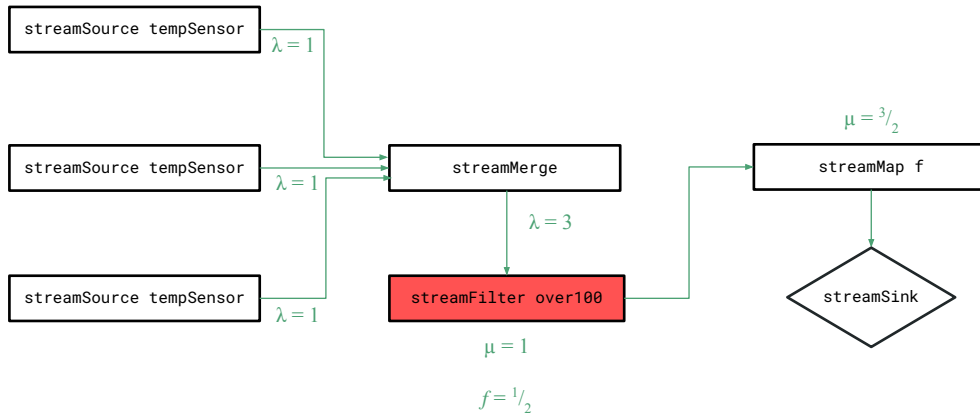 streamSource tempSensor
λ = 1
streamSource tempSensor
λ = 1
streamSource tempSensor
λ = 1
streamMerge
λ = 3
streamFilter over100
μ = 1
f = 1/2
μ = 3/2
streamMap f
streamSink